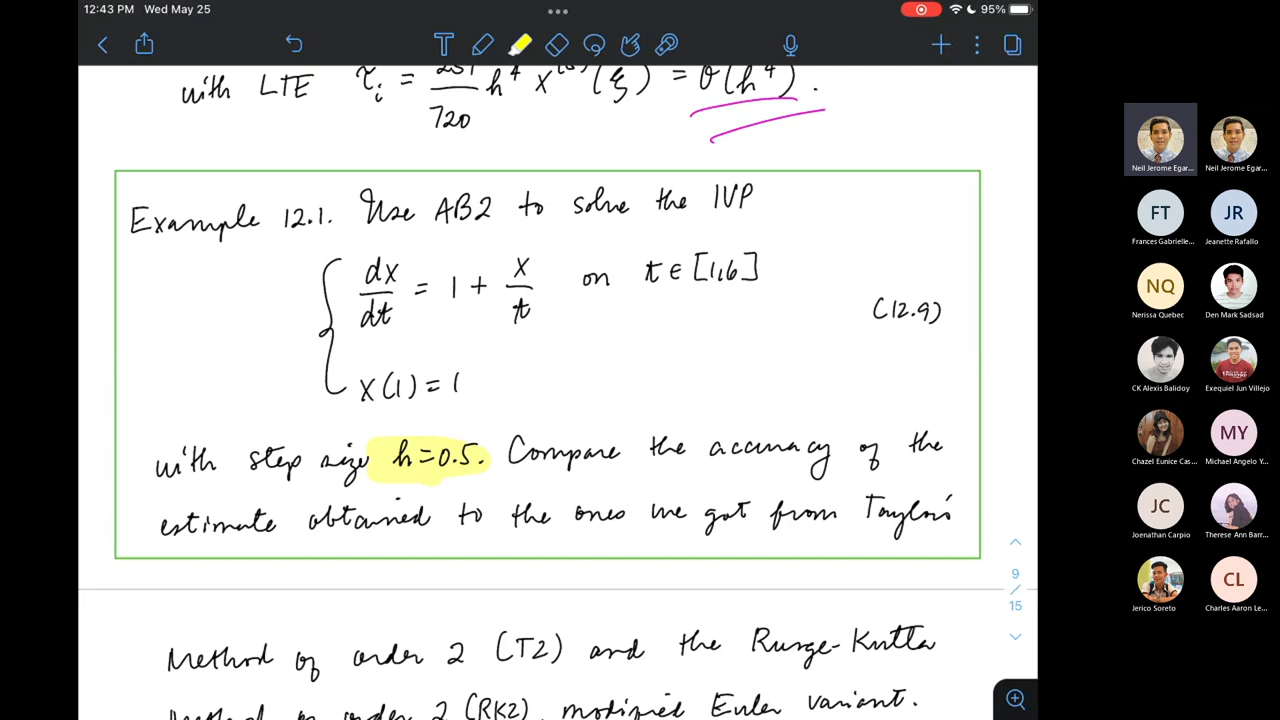 12:43 PM Wed May 25
95%
with LTE τᵢ = 251/720 h⁴ x (ξ) = O(h⁴).
Example 12.1. Use AB2 to solve the IVP
dx/dt = 1 + x/t on t ∈ [1,6]
(12.9)
x(1) = 1
with step size h=0.5. Compare the accuracy of the
estimate obtained to the ones we got from Taylor's
9
/
15
Method of order 2 (T2) and the Runge-Kutta
Method of order 2 (RK2), modified Euler variant.
Neil Jerome Egar...
Neil Jerome Egar...
FT
JR
Frances Gabrielle...
Jeanette Rafallo
NQ
Nerissa Quebec
Den Mark Sadsad
CK Alexis Balidoy
Exequiel Jun Villejo
MY
Chazel Eunice Cas...
Michael Angelo Y...
JC
Joenathan Carpio
Therese Ann Barr...
CL
Jerico Soreto
Charles Aaron Le...